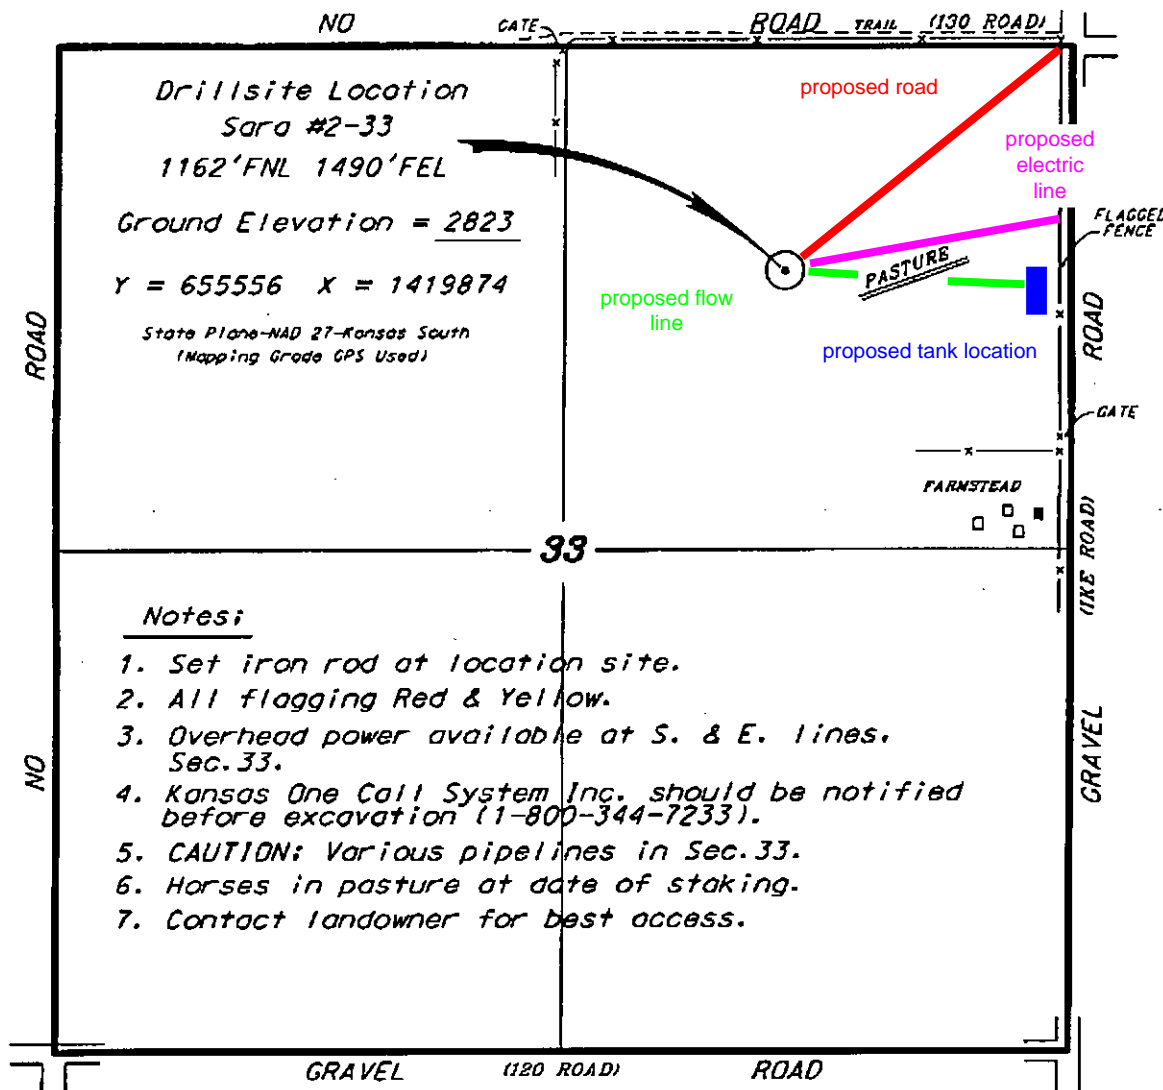 NO ROAD TRAIL (130 ROAD)
GATE
Drillsite Location
Sara #2-33
1162'FNL 1490'FEL
Ground Elevation = 2823
Y = 655556 X = 1419874
State Plane-NAD 27-Kansas South
(Mapping Grade GPS Used)
proposed road
proposed
electric
line
FLAGGED
FENCE
PASTURE
proposed flow
line
proposed tank location
ROAD
ROAD
GATE
FARMSTEAD
33
(IKE ROAD)
Notes:
1. Set iron rod at location site.
2. All flagging Red & Yellow.
3. Overhead power available at S. & E. lines,
Sec.33.
4. Kansas One Call System Inc. should be notified
before excavation (1-800-344-7233).
5. CAUTION: Various pipelines in Sec.33.
6. Horses in pasture at date of staking.
7. Contact landowner for best access.
NO
GRAVEL
GRAVEL (120 ROAD) ROAD